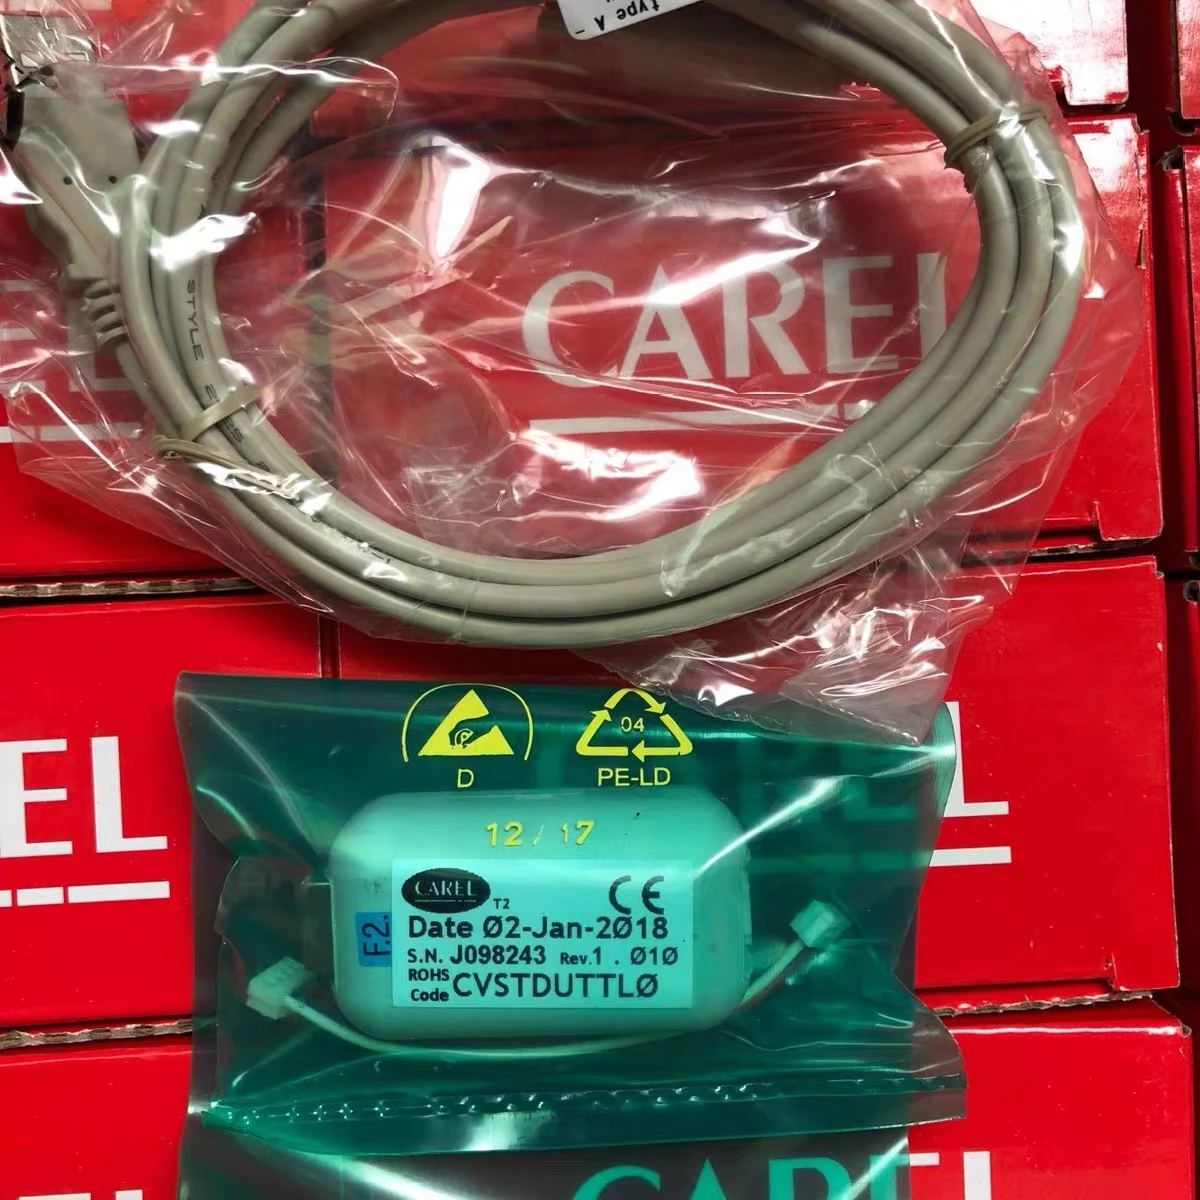 type A
STYLE
CAREL
D
04
PE-LD
12 / 17
CAREL
T2
CE
F.2.
Date Ø2-Jan-2Ø18
S.N. J098243 Rev.1 . Ø1Ø
ROHS
Code CVSTDUTTLØ
EL
EL
L
CAREL
EL